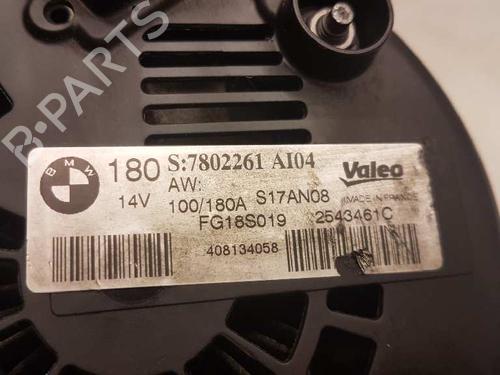 B-Parts
BMW
180 S:7802261 AI04 Valeo
AW:
14V 100/180A S17AN08 MADE IN FRANCE
FG18S019 2543461C
408134058